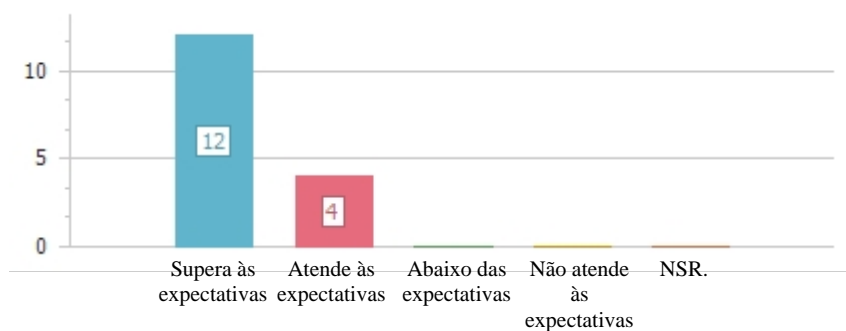 10
12
5
4
0
Supera às expectativas
Atende às expectativas
Abaixo das expectativas
Não atende às expectativas
NSR.